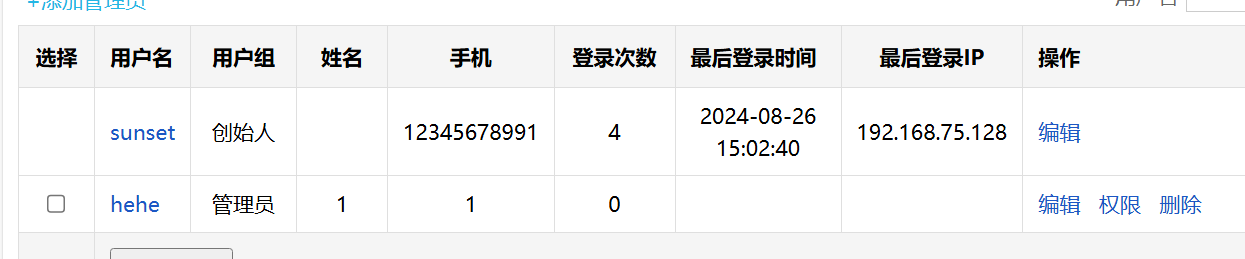 +添加管理员
用户名
选择 用户名 用户组 姓名 手机 登录次数 最后登录时间 最后登录IP 操作
sunset 创始人 12345678991 4 2024-08-26 15:02:40 192.168.75.128 编辑
hehe 管理员 1 1 0 编辑 权限 删除